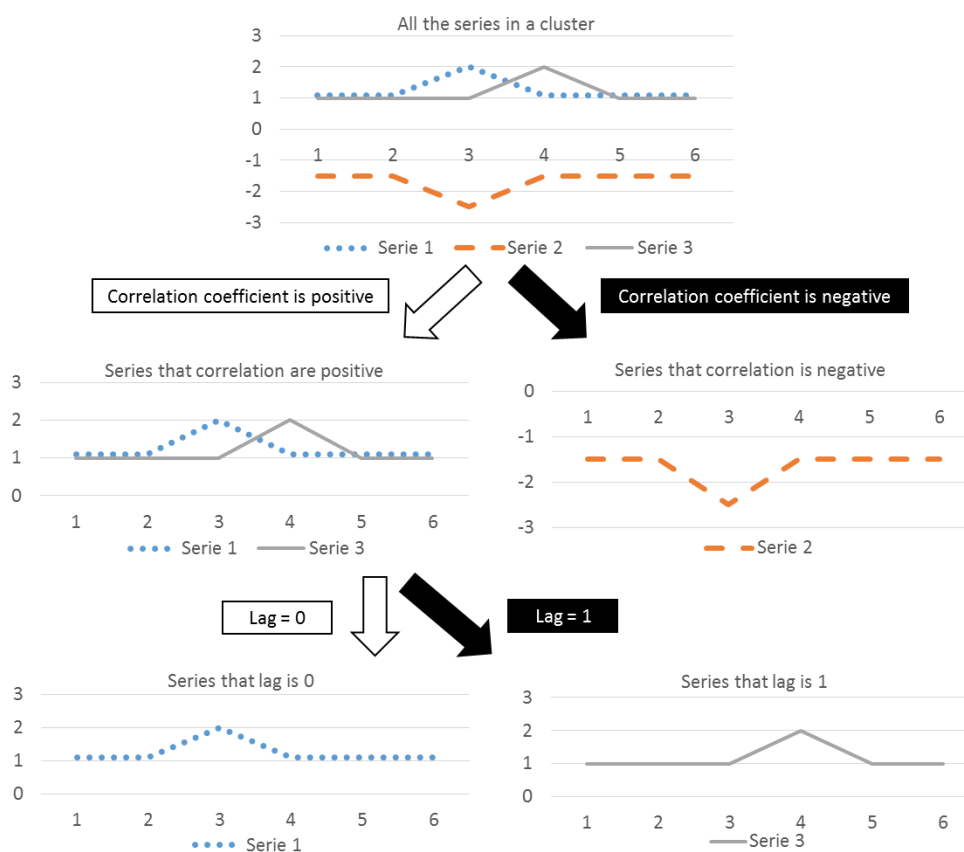 All the series in a cluster
3
2
1
0
-1
-2
-3
1 2 3 4 5 6
Serie 1 Serie 2 Serie 3
Correlation coefficient is positive
Correlation coefficient is negative
Series that correlation are positive
3
2
1
0
1 2 3 4 5 6
Serie 1 Serie 3
Series that correlation is negative
0
-1
-2
-3
1 2 3 4 5 6
Serie 2
Lag = 0
Lag = 1
Series that lag is 0
3
2
1
0
1 2 3 4 5 6
Serie 1
Series that lag is 1
3
2
1
0
1 2 3 4 5 6
Serie 3